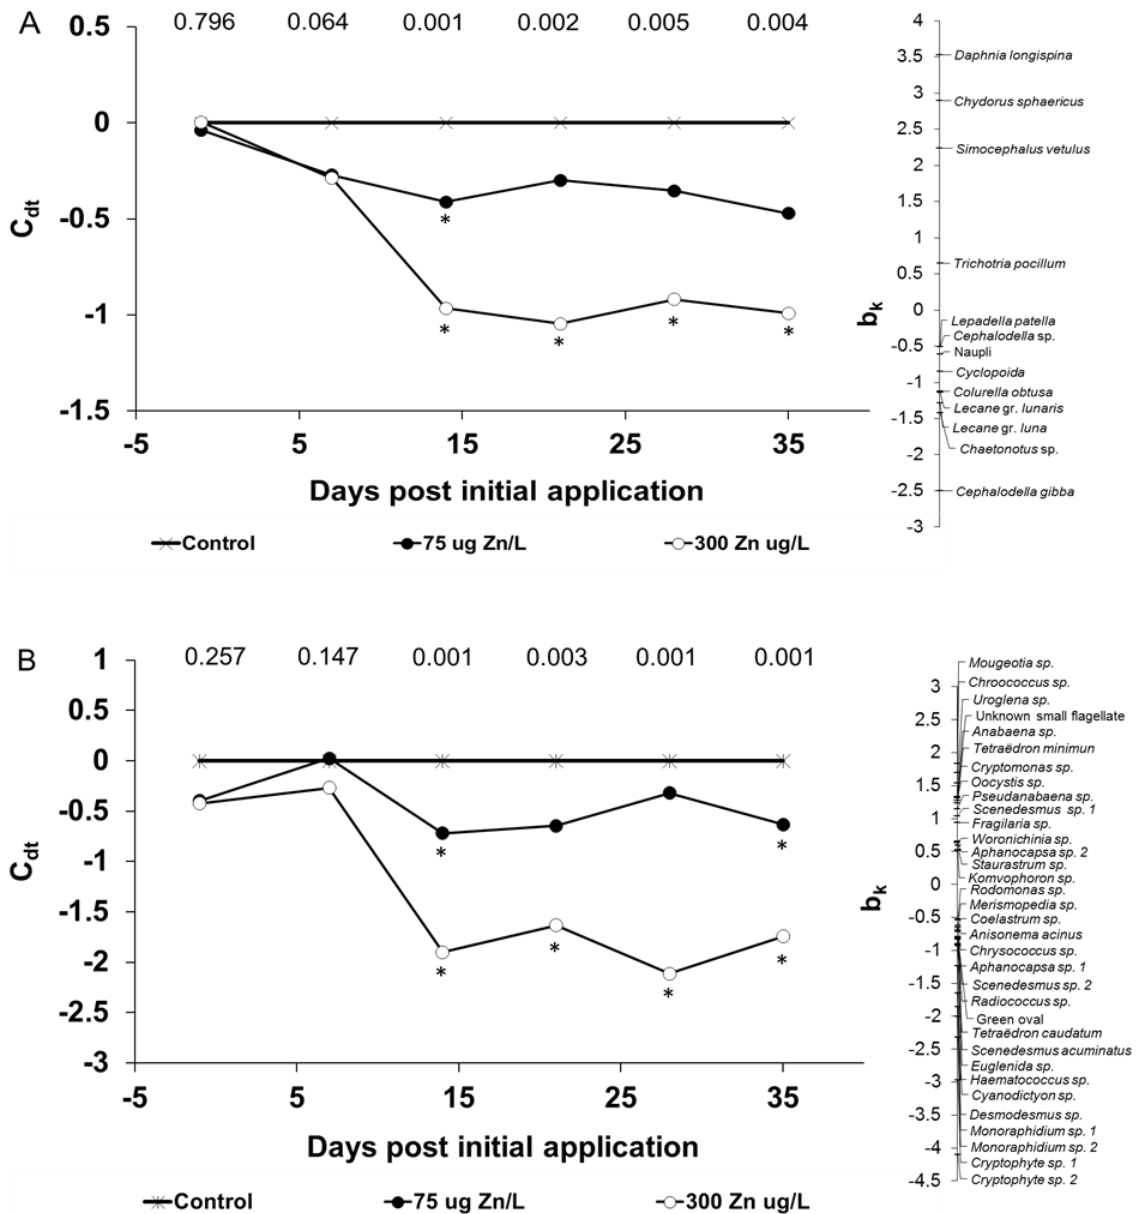 A
0.796 0.064 0.001 0.002 0.005 0.004
0.5
0
-0.5
-1
-1.5
Cdt
-5 5 15 25 35
Days post initial application
Control 75 ug Zn/L 300 Zn ug/L
bk
4
3.5
3
2.5
2
1.5
1
0.5
0
-0.5
-1
-1.5
-2
-2.5
-3
Daphnia longispina
Chydorus sphaericus
Simocephalus vetulus
Trichotria pocillum
Lepadella patella
Cephalodella sp.
Naupli
Cyclopoida
Colurella obtusa
Lecane gr. lunaris
Lecane gr. luna
Chaetonotus sp.
Cephalodella gibba
* * * * *
B
0.257 0.147 0.001 0.003 0.001 0.001
1
0.5
0
-0.5
-1
-1.5
-2
-2.5
-3
Cdt
-5 5 15 25 35
Days post initial application
Control 75 ug Zn/L 300 Zn ug/L
bk
3
2.5
2
1.5
1
0.5
0
-0.5
-1
-1.5
-2
-2.5
-3
-3.5
-4
-4.5
Mougeotia sp.
Chroococcus sp.
Uroglena sp.
Unknown small flagellate
Anabaena sp.
Tetraëdron minimun
Cryptomonas sp.
Oocystis sp.
Pseudanabaena sp.
Scenedesmus sp. 1
Fragilaria sp.
Woronichinia sp.
Aphanocapsa sp. 2
Staurastrum sp.
Komvophoron sp.
Rodomonas sp.
Merismopedia sp.
Coelastrum sp.
Anisonema acinus
Chrysococcus sp.
Aphanocapsa sp. 1
Scenedesmus sp. 2
Radiococcus sp.
Green oval
Tetraëdron caudatum
Scenedesmus acuminatus
Euglenida sp.
Haematococcus sp.
Cyanodictyon sp.
Desmodesmus sp.
Monoraphidium sp. 1
Monoraphidium sp. 2
Cryptophyte sp. 1
Cryptophyte sp. 2
* * * * * *